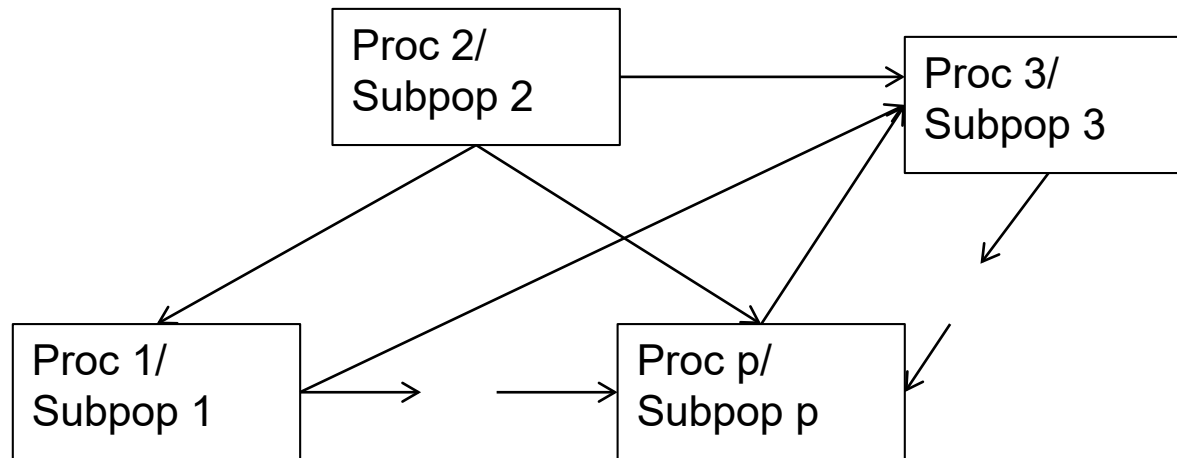 Proc 2/
Subpop 2
Proc 3/
Subpop 3
Proc 1/
Subpop 1
Proc p/
Subpop p